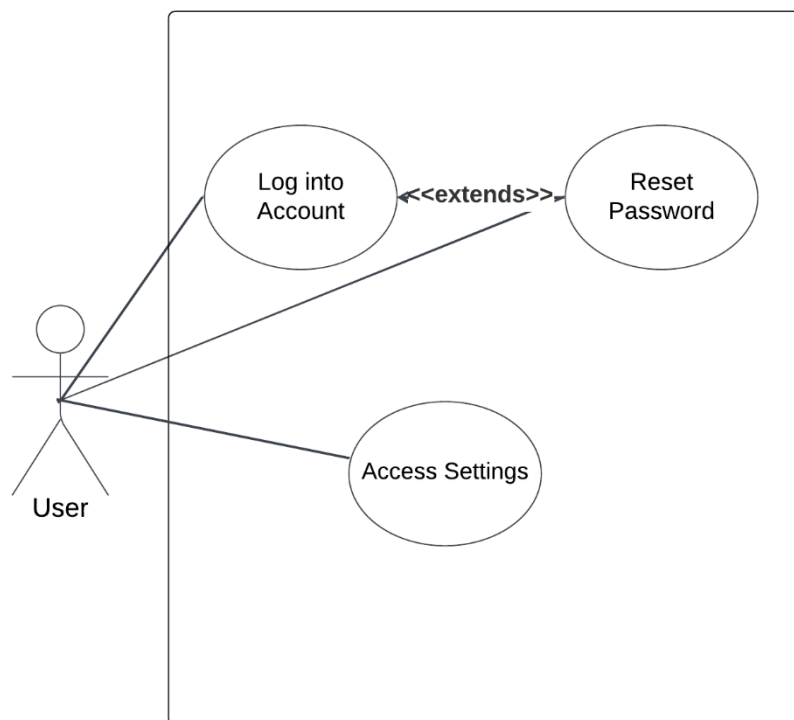 Log into
Account
<<extends>>
Reset
Password
Access Settings
User